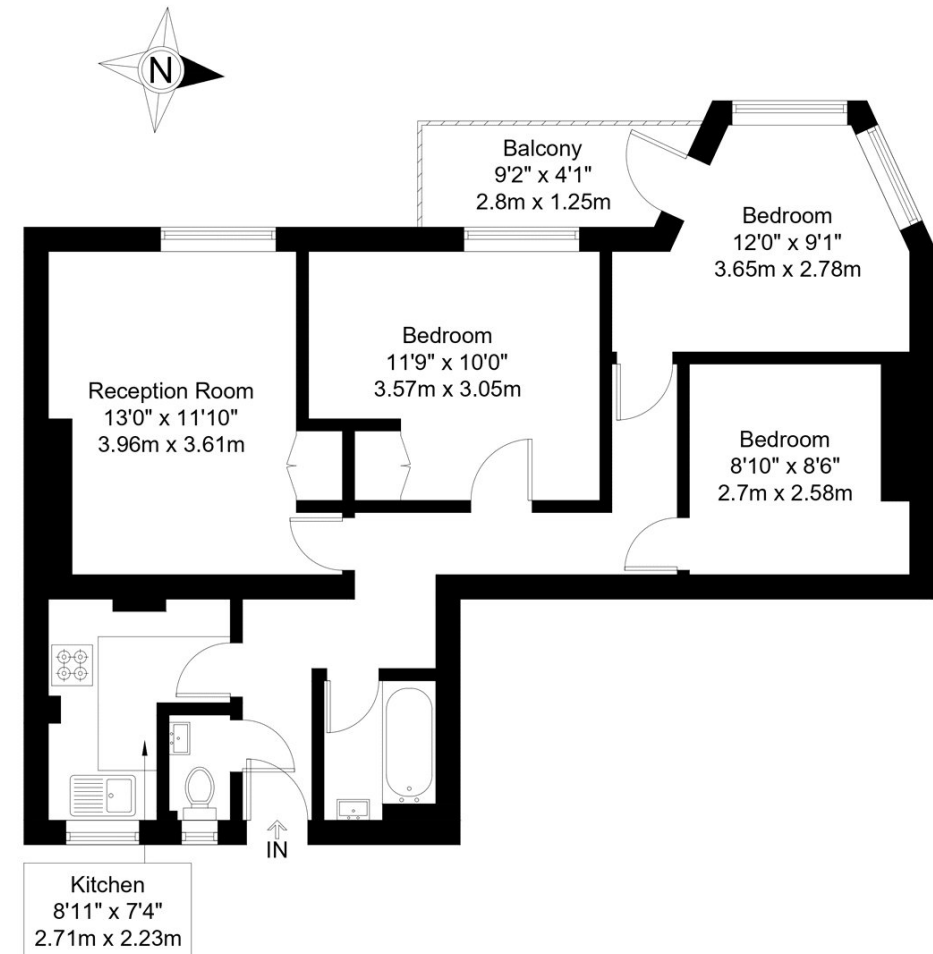 N
Balcony
9'2" x 4'1"
2.8m x 1.25m
Bedroom
12'0" x 9'1"
3.65m x 2.78m
Bedroom
11'9" x 10'0"
3.57m x 3.05m
Reception Room
13'0" x 11'10"
3.96m x 3.61m
Bedroom
8'10" x 8'6"
2.7m x 2.58m
IN
Kitchen
8'11" x 7'4"
2.71m x 2.23m